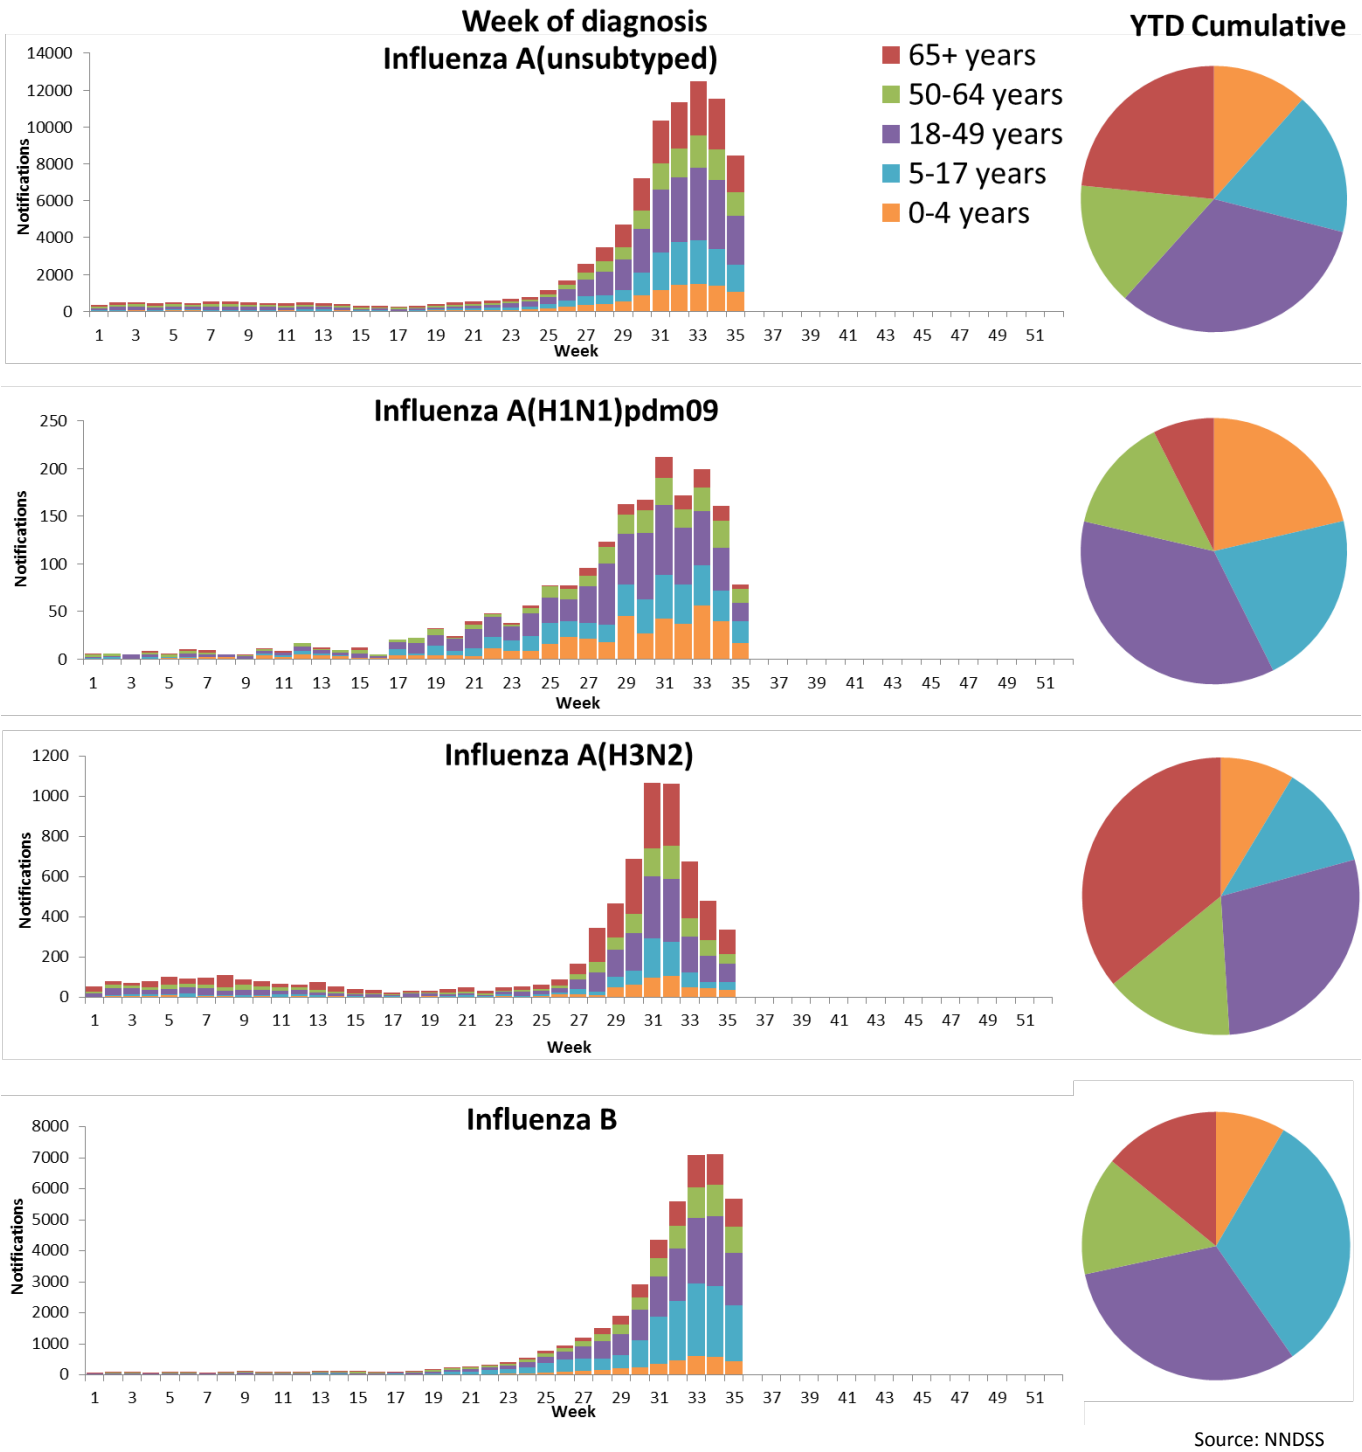 Week of diagnosis
YTD Cumulative
Influenza A(unsubtyped)
65+ years
50-64 years
18-49 years
5-17 years
0-4 years
Notifications
14000
12000
10000
8000
6000
4000
2000
0
1 3 5 7 9 11 13 15 17 19 21 23 25 27 29 31 33 35 37 39 41 43 45 47 49 51
Week
Influenza A(H1N1)pdm09
Notifications
250
200
150
100
50
0
1 3 5 7 9 11 13 15 17 19 21 23 25 27 29 31 33 35 37 39 41 43 45 47 49 51
Week
Influenza A(H3N2)
Notifications
1200
1000
800
600
400
200
0
1 3 5 7 9 11 13 15 17 19 21 23 25 27 29 31 33 35 37 39 41 43 45 47 49 51
Week
Influenza B
Notifications
8000
7000
6000
5000
4000
3000
2000
1000
0
1 3 5 7 9 11 13 15 17 19 21 23 25 27 29 31 33 35 37 39 41 43 45 47 49 51
Week
Source: NNDSS